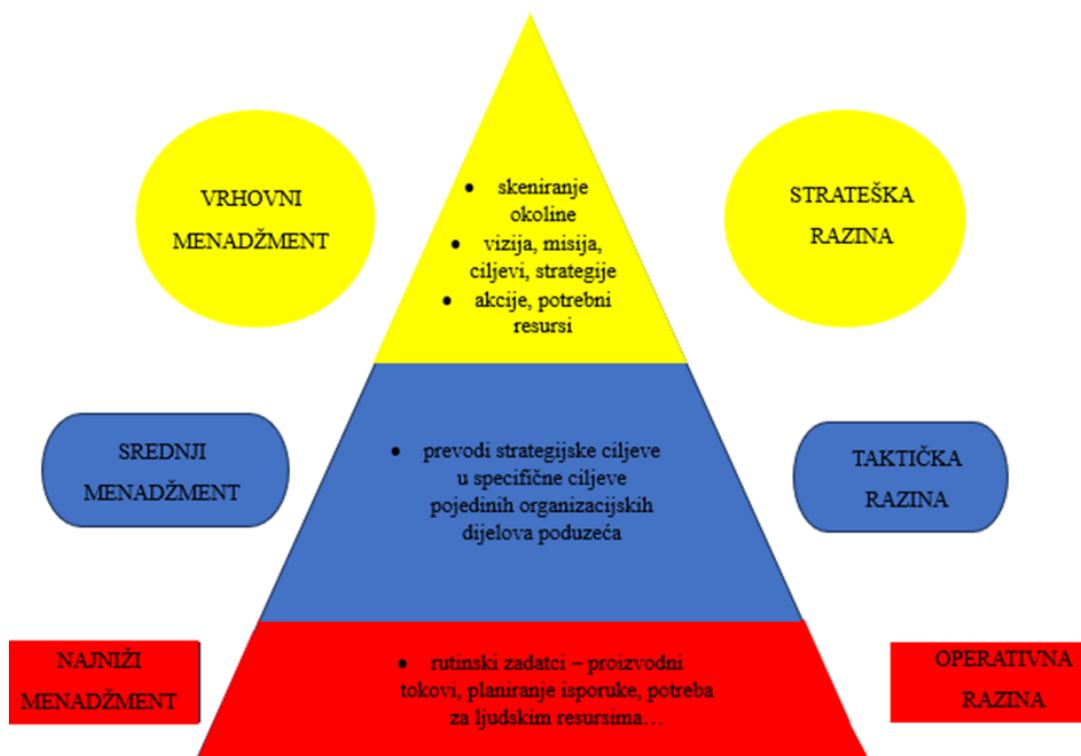 VRHOVNI
MENADŽMENT
• skeniranje
okoline
• vizija, misija,
ciljevi, strategije
• akcije, potrebni
resursi
STRATEŠKA
RAZINA
SREDNJI
MENADŽMENT
• prevodi strategijske ciljeve
u specifične ciljeve
pojedinih organizacijskih
dijelova poduzeća
TAKTIČKA
RAZINA
NAJNIŽI
MENADŽMENT
• rutinski zadatci – proizvodni
tokovi, planiranje isporuke, potreba
za ljudskim resursima…
OPERATIVNA
RAZINA